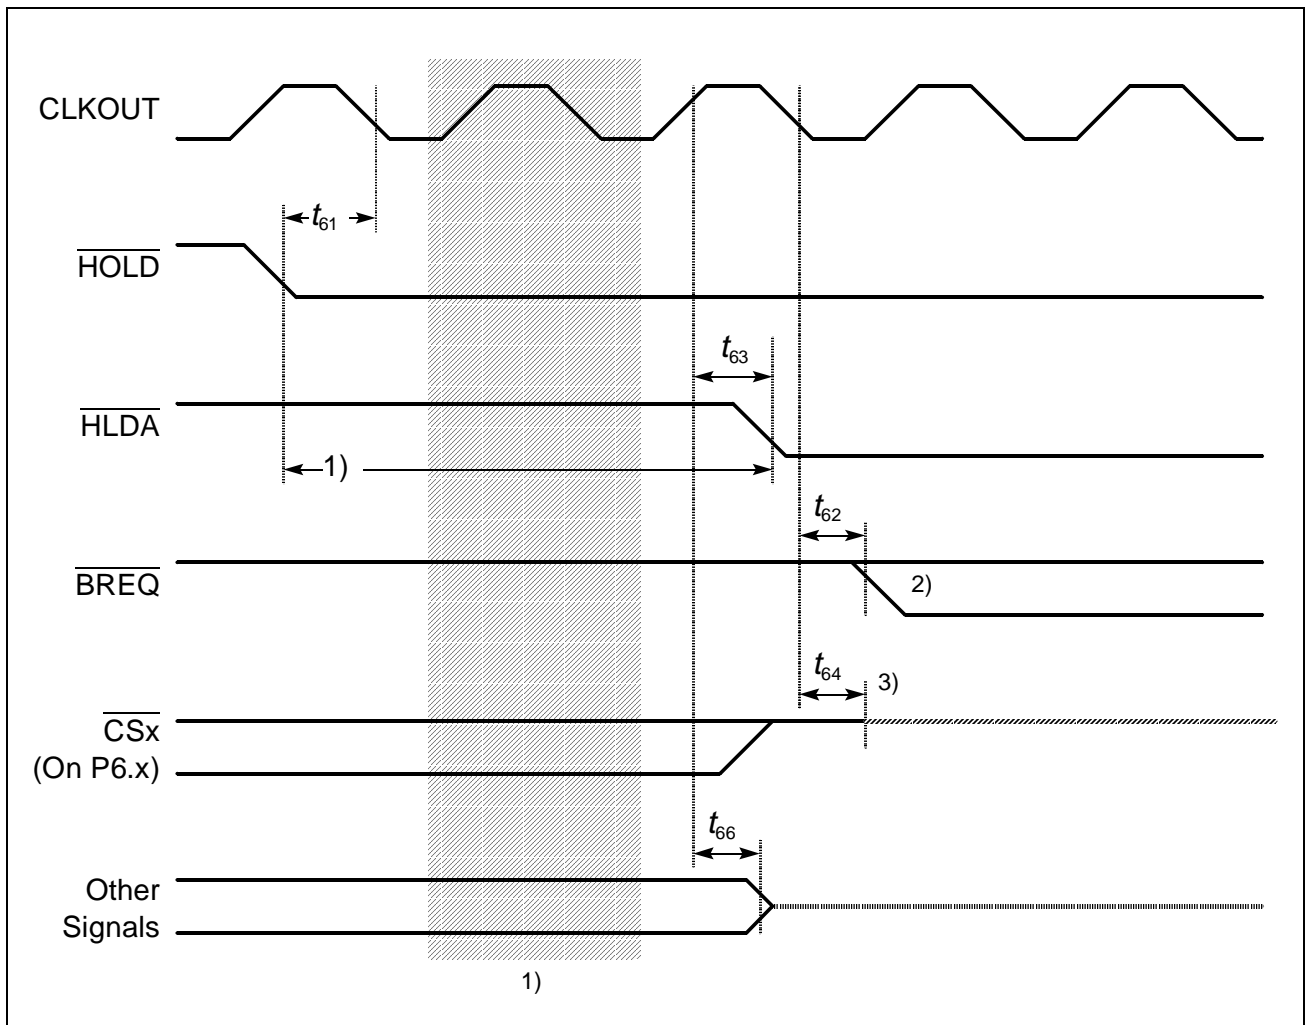 CLKOUT
t61
HOLD
t63
HLDA
1)
t62
BREQ
2)
t64
3)
CSx
(On P6.x)
t66
Other
Signals
1)